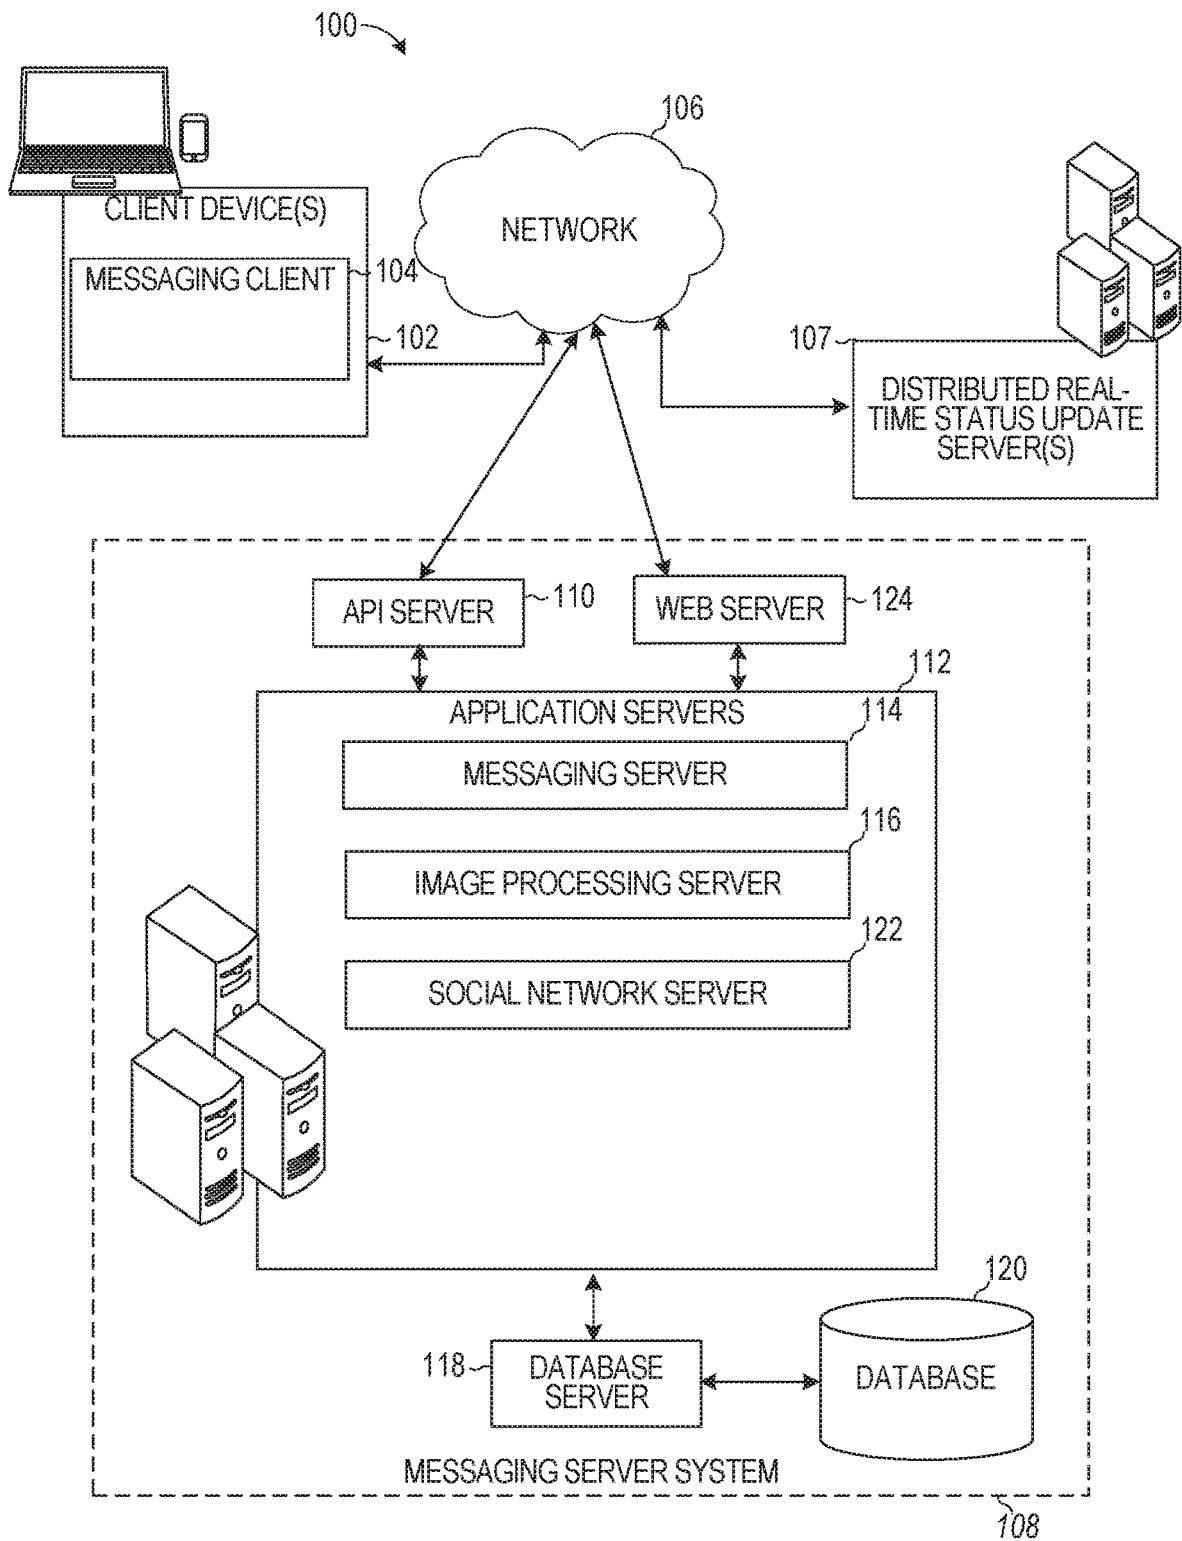 100
106
NETWORK
CLIENT DEVICE(S)
MESSAGING CLIENT
104
102
107
DISTRIBUTED REAL-
TIME STATUS UPDATE
SERVER(S)
API SERVER
110
WEB SERVER
124
112
APPLICATION SERVERS
114
MESSAGING SERVER
116
IMAGE PROCESSING SERVER
122
SOCIAL NETWORK SERVER
120
118
DATABASE
SERVER
DATABASE
MESSAGING SERVER SYSTEM
108